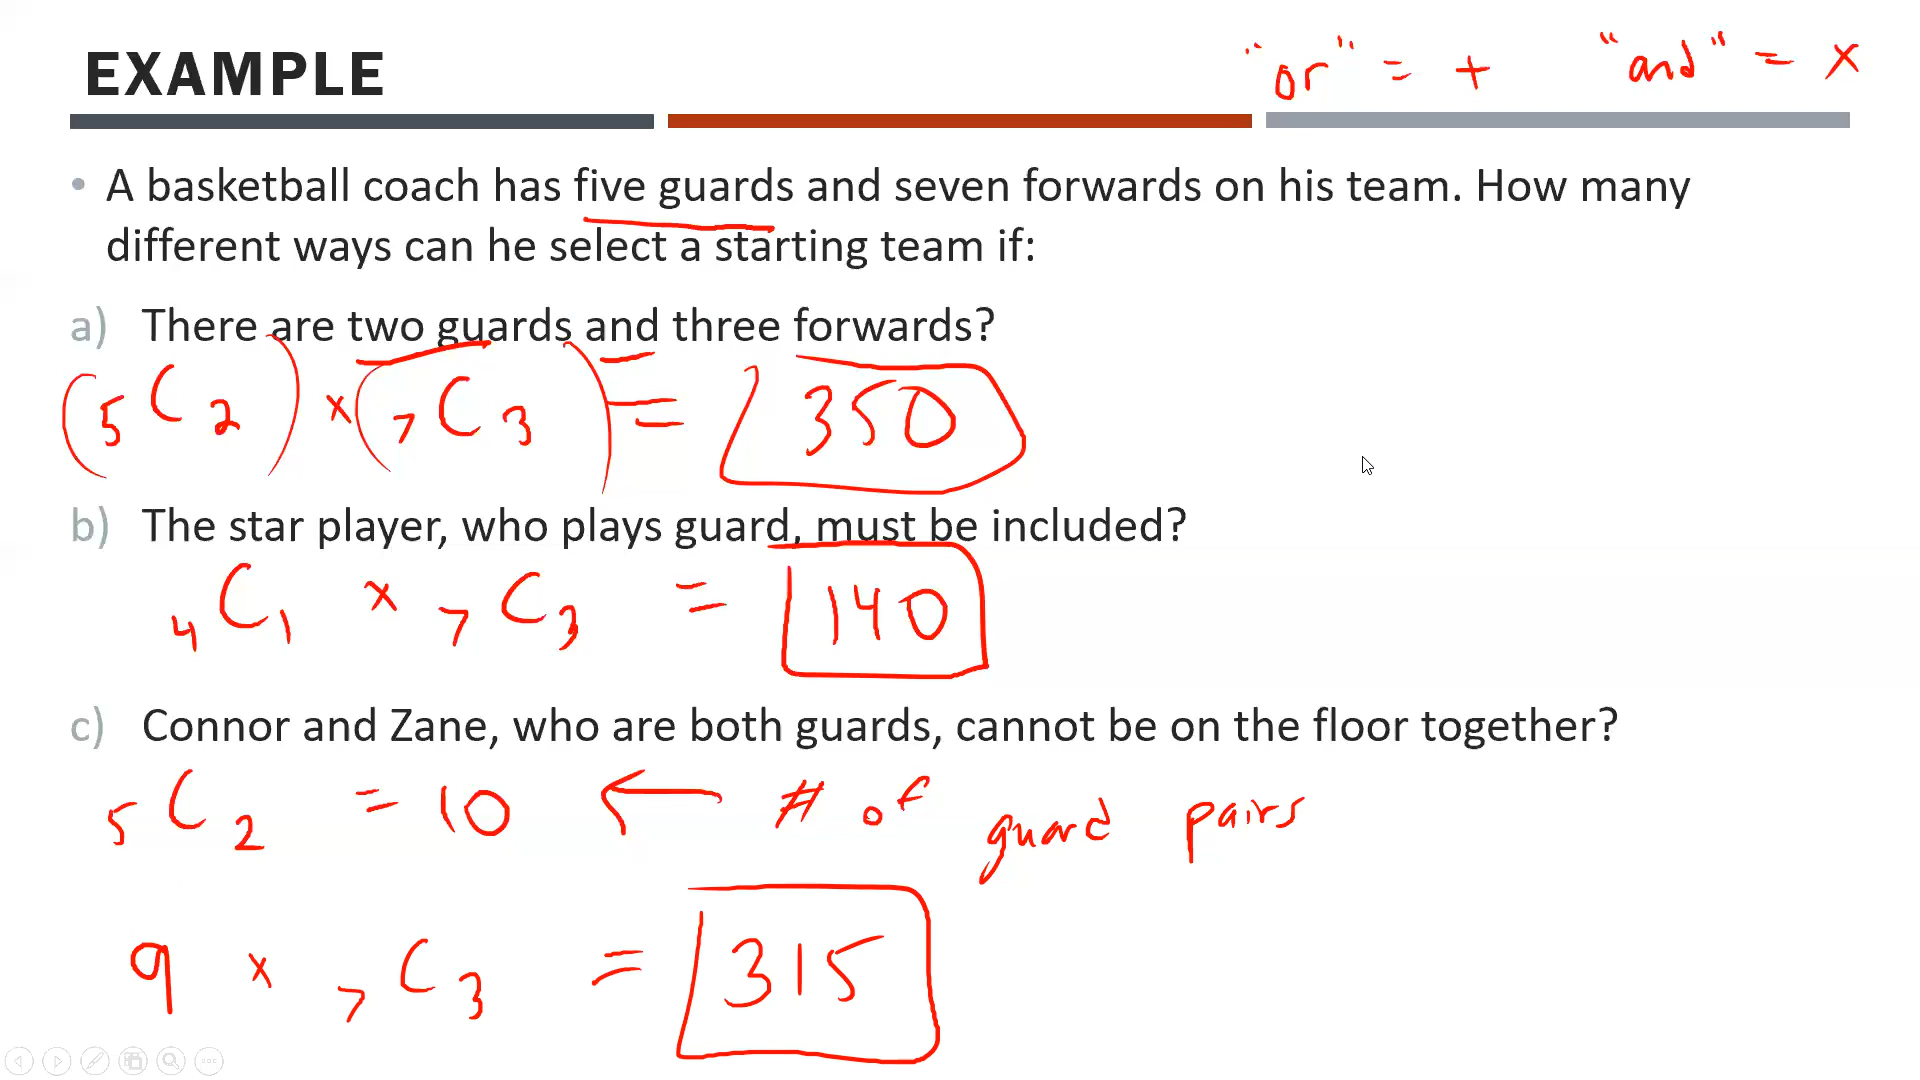 EXAMPLE
"or" = + "and" = x
• A basketball coach has five guards and seven forwards on his team. How many
different ways can he select a starting team if:
a) There are two guards and three forwards?
(5C2) x (7C3) = 350
b) The star player, who plays guard, must be included?
4C1 x 7C3 = 140
c) Connor and Zane, who are both guards, cannot be on the floor together?
5C2 = 10 ← # of guard pairs
9 x 7C3 = 315